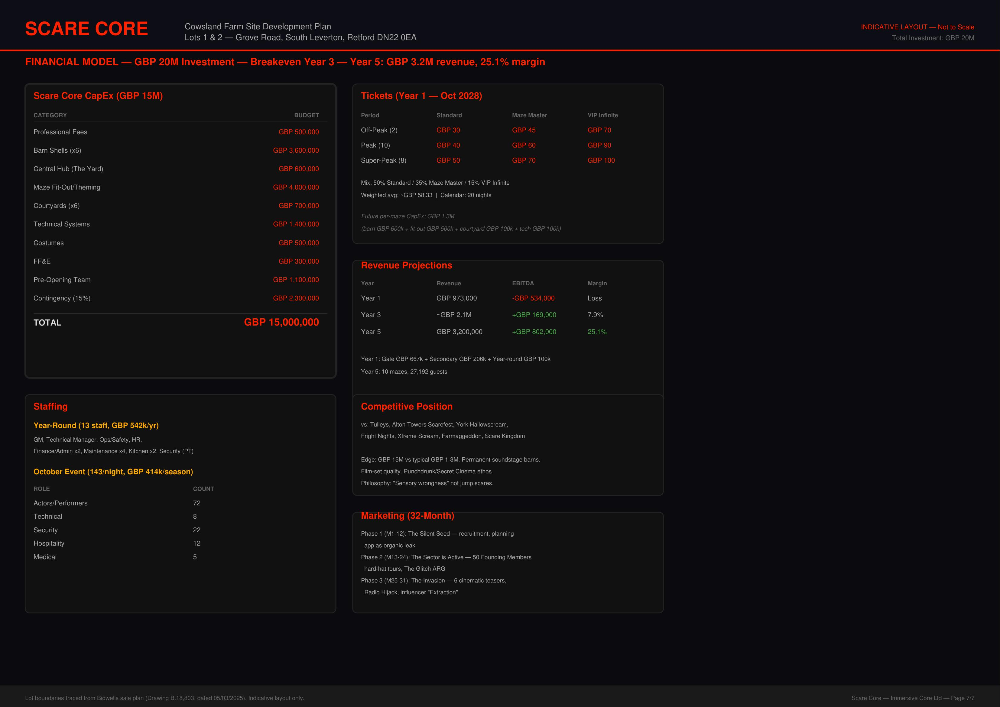 SCARE CORE
Cowsland Farm Site Development Plan
Lots 1 & 2 — Grove Road, South Leverton, Retford DN22 0EA
INDICATIVE LAYOUT — Not to Scale
Total Investment: GBP 20M
FINANCIAL MODEL — GBP 20M Investment — Breakeven Year 3 — Year 5: GBP 3.2M revenue, 25.1% margin
Scare Core CapEx (GBP 15M)
CATEGORY BUDGET
Professional Fees GBP 500,000
Barn Shells (x6) GBP 3,600,000
Central Hub (The Yard) GBP 600,000
Maze Fit-Out/Theming GBP 4,000,000
Courtyards (x6) GBP 700,000
Technical Systems GBP 1,400,000
Costumes GBP 500,000
FF&E GBP 300,000
Pre-Opening Team GBP 1,100,000
Contingency (15%) GBP 2,300,000
TOTAL GBP 15,000,000
Staffing
Year-Round (13 staff, GBP 542k/yr)
GM, Technical Manager, Ops/Safety, HR,
Finance/Admin x2, Maintenance x4, Kitchen x2, Security (PT)
October Event (143/night, GBP 414k/season)
ROLE COUNT
Actors/Performers 72
Technical 8
Security 22
Hospitality 12
Medical 5
Tickets (Year 1 — Oct 2028)
Period Standard Maze Master VIP Infinite
Off-Peak (2) GBP 30 GBP 45 GBP 70
Peak (10) GBP 40 GBP 60 GBP 90
Super-Peak (8) GBP 50 GBP 70 GBP 100
Mix: 50% Standard / 35% Maze Master / 15% VIP Infinite
Weighted avg: ~GBP 58.33 | Calendar: 20 nights
Future per-maze CapEx: GBP 1.3M
(barn GBP 600k + fit-out GBP 500k + courtyard GBP 100k + tech GBP 100k)
Revenue Projections
Year Revenue EBITDA Margin
Year 1 GBP 973,000 -GBP 534,000 Loss
Year 3 ~GBP 2.1M +GBP 169,000 7.9%
Year 5 GBP 3,200,000 +GBP 802,000 25.1%
Year 1: Gate GBP 667k + Secondary GBP 206k + Year-round GBP 100k
Year 5: 10 mazes, 27,192 guests
Competitive Position
vs: Tulleys, Alton Towers Scarefest, York Hallowscream,
Fright Nights, Xtreme Scream, Farmaggeddon, Scare Kingdom
Edge: GBP 15M vs typical GBP 1-3M. Permanent soundstage barns.
Film-set quality. Punchdrunk/Secret Cinema ethos.
Philosophy: "Sensory wrongness" not jump scares.
Marketing (32-Month)
Phase 1 (M1-12): The Silent Seed — recruitment, planning
app as organic leak
Phase 2 (M13-24): The Sector is Active — 50 Founding Members
hard-hat tours, The Glitch ARG
Phase 3 (M25-31): The Invasion — 6 cinematic teasers,
Radio Hijack, influencer "Extraction"
Lot boundaries traced from Bidwells sale plan (Drawing B.18,803, dated 05/03/2025). Indicative layout only.
Scare Core — Immersive Core Ltd — Page 7/7